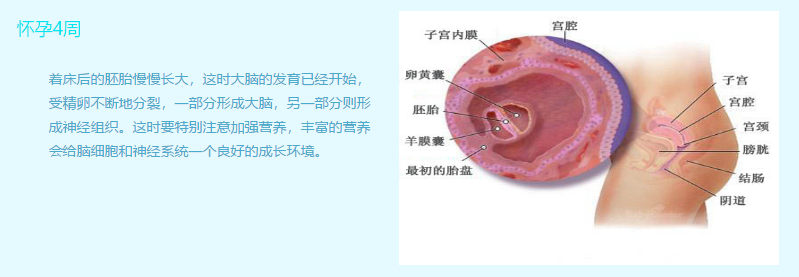 怀孕4周
着床后的胚胎慢慢长大，这时大脑的发育已经开始，
受精卵不断地分裂，一部分形成大脑，另一部分则形
成神经组织。这时要特别注意加强营养，丰富的营养
会给脑细胞和神经系统一个良好的成长环境。
宫腔
子宫内膜
卵黄囊
胚胎
羊膜囊
最初的胎盘
子宫
宫腔
宫颈
膀胱
结肠
阴道